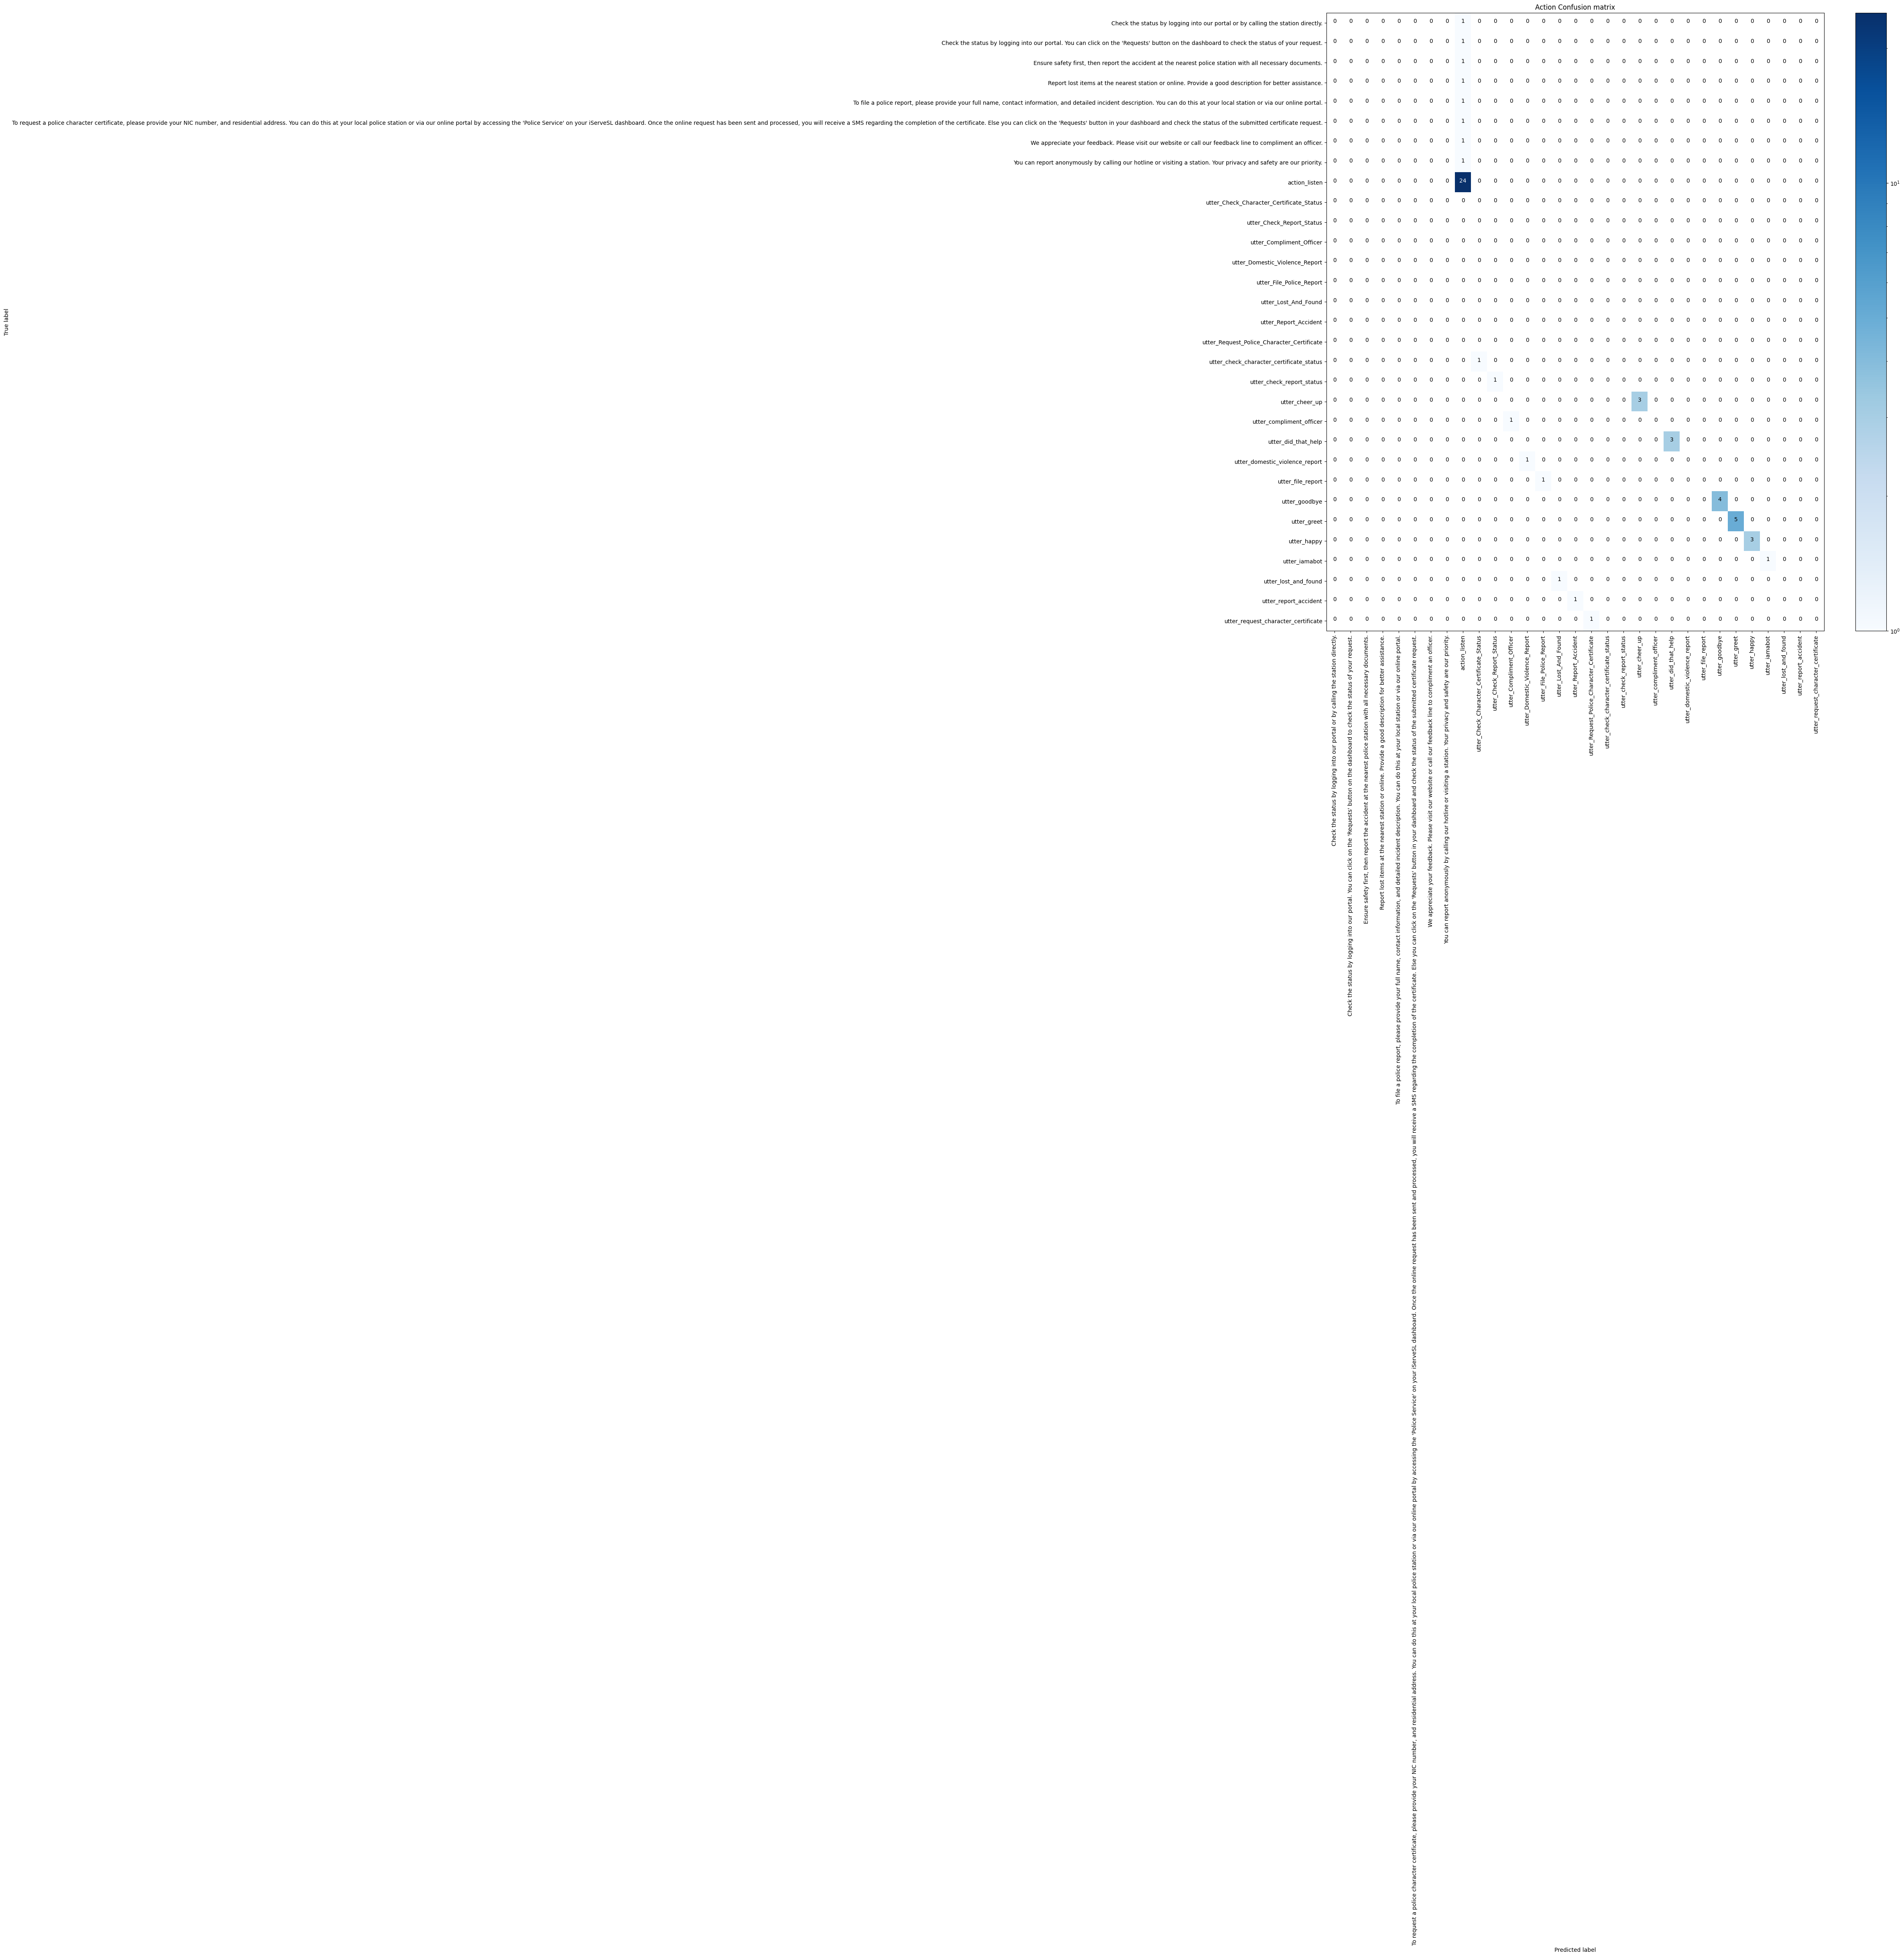 Action Confusion matrix
Check the status by logging into our portal or by calling the station directly. 0 0 0 0 0 0 0 0 1 0 0 0 0 0 0 0 0 0 0 0 0 0 0 0 0 0 0 0 0 0 0
Check the status by logging into our portal. You can click on the 'Requests' button on the dashboard to check the status of your request. 0 0 0 0 0 0 0 0 1 0 0 0 0 0 0 0 0 0 0 0 0 0 0 0 0 0 0 0 0 0 0
Ensure safety first, then report the accident at the nearest police station with all necessary documents. 0 0 0 0 0 0 0 0 1 0 0 0 0 0 0 0 0 0 0 0 0 0 0 0 0 0 0 0 0 0 0
Report lost items at the nearest station or online. Provide a good description for better assistance. 0 0 0 0 0 0 0 0 1 0 0 0 0 0 0 0 0 0 0 0 0 0 0 0 0 0 0 0 0 0 0
To file a police report, please provide your full name, contact information, and detailed incident description. You can do this at your local station or via our online portal. 0 0 0 0 0 0 0 0 1 0 0 0 0 0 0 0 0 0 0 0 0 0 0 0 0 0 0 0 0 0 0
To request a police character certificate, please provide your NIC number, and residential address. You can do this at your local police station or via our online portal by accessing the 'Police Service' on your iServeSL dashboard. Once the online request has been sent and processed, you will receive a SMS regarding the completion of the certificate. Else you can click on the 'Requests' button in your dashboard and check the status of the submitted certificate request. 0 0 0 0 0 0 0 0 1 0 0 0 0 0 0 0 0 0 0 0 0 0 0 0 0 0 0 0 0 0 0
We appreciate your feedback. Please visit our website or call our feedback line to compliment an officer. 0 0 0 0 0 0 0 0 1 0 0 0 0 0 0 0 0 0 0 0 0 0 0 0 0 0 0 0 0 0 0
You can report anonymously by calling our hotline or visiting a station. Your privacy and safety are our priority. 0 0 0 0 0 0 0 0 1 0 0 0 0 0 0 0 0 0 0 0 0 0 0 0 0 0 0 0 0 0 0
action_listen 0 0 0 0 0 0 0 0 24 0 0 0 0 0 0 0 0 0 0 0 0 0 0 0 0 0 0 0 0 0 0
10¹
utter_Check_Character_Certificate_Status 0 0 0 0 0 0 0 0 0 0 0 0 0 0 0 0 0 0 0 0 0 0 0 0 0 0 0 0 0 0 0
utter_Check_Report_Status 0 0 0 0 0 0 0 0 0 0 0 0 0 0 0 0 0 0 0 0 0 0 0 0 0 0 0 0 0 0 0
utter_Compliment_Officer 0 0 0 0 0 0 0 0 0 0 0 0 0 0 0 0 0 0 0 0 0 0 0 0 0 0 0 0 0 0 0
utter_Domestic_Violence_Report 0 0 0 0 0 0 0 0 0 0 0 0 0 0 0 0 0 0 0 0 0 0 0 0 0 0 0 0 0 0 0
utter_File_Police_Report 0 0 0 0 0 0 0 0 0 0 0 0 0 0 0 0 0 0 0 0 0 0 0 0 0 0 0 0 0 0 0
utter_Lost_And_Found 0 0 0 0 0 0 0 0 0 0 0 0 0 0 0 0 0 0 0 0 0 0 0 0 0 0 0 0 0 0 0
True label
utter_Report_Accident 0 0 0 0 0 0 0 0 0 0 0 0 0 0 0 0 0 0 0 0 0 0 0 0 0 0 0 0 0 0 0
utter_Request_Police_Character_Certificate 0 0 0 0 0 0 0 0 0 0 0 0 0 0 0 0 0 0 0 0 0 0 0 0 0 0 0 0 0 0 0
utter_check_character_certificate_status 0 0 0 0 0 0 0 0 0 1 0 0 0 0 0 0 0 0 0 0 0 0 0 0 0 0 0 0 0 0 0
utter_check_report_status 0 0 0 0 0 0 0 0 0 0 1 0 0 0 0 0 0 0 0 0 0 0 0 0 0 0 0 0 0 0 0
utter_cheer_up 0 0 0 0 0 0 0 0 0 0 0 0 0 0 0 0 0 0 0 3 0 0 0 0 0 0 0 0 0 0 0
utter_compliment_officer 0 0 0 0 0 0 0 0 0 0 0 1 0 0 0 0 0 0 0 0 0 0 0 0 0 0 0 0 0 0 0
utter_did_that_help 0 0 0 0 0 0 0 0 0 0 0 0 0 0 0 0 0 0 0 0 0 3 0 0 0 0 0 0 0 0 0
utter_domestic_violence_report 0 0 0 0 0 0 0 0 0 0 0 0 1 0 0 0 0 0 0 0 0 0 0 0 0 0 0 0 0 0 0
utter_file_report 0 0 0 0 0 0 0 0 0 0 0 0 0 1 0 0 0 0 0 0 0 0 0 0 0 0 0 0 0 0 0
utter_goodbye 0 0 0 0 0 0 0 0 0 0 0 0 0 0 0 0 0 0 0 0 0 0 0 0 4 0 0 0 0 0 0
utter_greet 0 0 0 0 0 0 0 0 0 0 0 0 0 0 0 0 0 0 0 0 0 0 0 0 0 5 0 0 0 0 0
utter_happy 0 0 0 0 0 0 0 0 0 0 0 0 0 0 0 0 0 0 0 0 0 0 0 0 0 0 3 0 0 0 0
utter_iamabot 0 0 0 0 0 0 0 0 0 0 0 0 0 0 0 0 0 0 0 0 0 0 0 0 0 0 0 1 0 0 0
utter_lost_and_found 0 0 0 0 0 0 0 0 0 0 0 0 0 0 1 0 0 0 0 0 0 0 0 0 0 0 0 0 0 0 0
utter_report_accident 0 0 0 0 0 0 0 0 0 0 0 0 0 0 0 1 0 0 0 0 0 0 0 0 0 0 0 0 0 0 0
utter_request_character_certificate 0 0 0 0 0 0 0 0 0 0 0 0 0 0 0 0 1 0 0 0 0 0 0 0 0 0 0 0 0 0 0
10⁰
Check the status by logging into our portal or by calling the station directly.
Check the status by logging into our portal. You can click on the 'Requests' button on the dashboard to check the status of your request.
Ensure safety first, then report the accident at the nearest police station with all necessary documents.
Report lost items at the nearest station or online. Provide a good description for better assistance.
To file a police report, please provide your full name, contact information, and detailed incident description. You can do this at your local station or via our online portal.
To request a police character certificate, please provide your NIC number, and residential address. You can do this at your local police station or via our online portal by accessing the 'Police Service' on your iServeSL dashboard. Once the online request has been sent and processed, you will receive a SMS regarding the completion of the certificate. Else you can click on the 'Requests' button in your dashboard and check the status of the submitted certificate request.
We appreciate your feedback. Please visit our website or call our feedback line to compliment an officer.
You can report anonymously by calling our hotline or visiting a station. Your privacy and safety are our priority.
action_listen
utter_Check_Character_Certificate_Status
utter_Check_Report_Status
utter_Compliment_Officer
utter_Domestic_Violence_Report
utter_File_Police_Report
utter_Lost_And_Found
utter_Report_Accident
utter_Request_Police_Character_Certificate
utter_check_character_certificate_status
utter_check_report_status
utter_cheer_up
utter_compliment_officer
utter_did_that_help
utter_domestic_violence_report
utter_file_report
utter_goodbye
utter_greet
utter_happy
utter_iamabot
utter_lost_and_found
utter_report_accident
utter_request_character_certificate
Predicted label